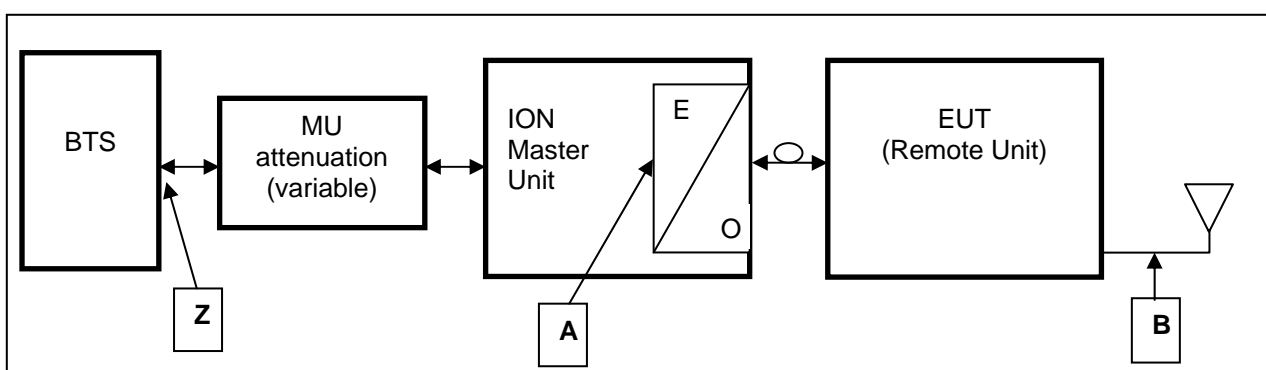 BTS
MU
attenuation
(variable)
ION
Master
Unit
E
O
EUT
(Remote Unit)
Z
A
B